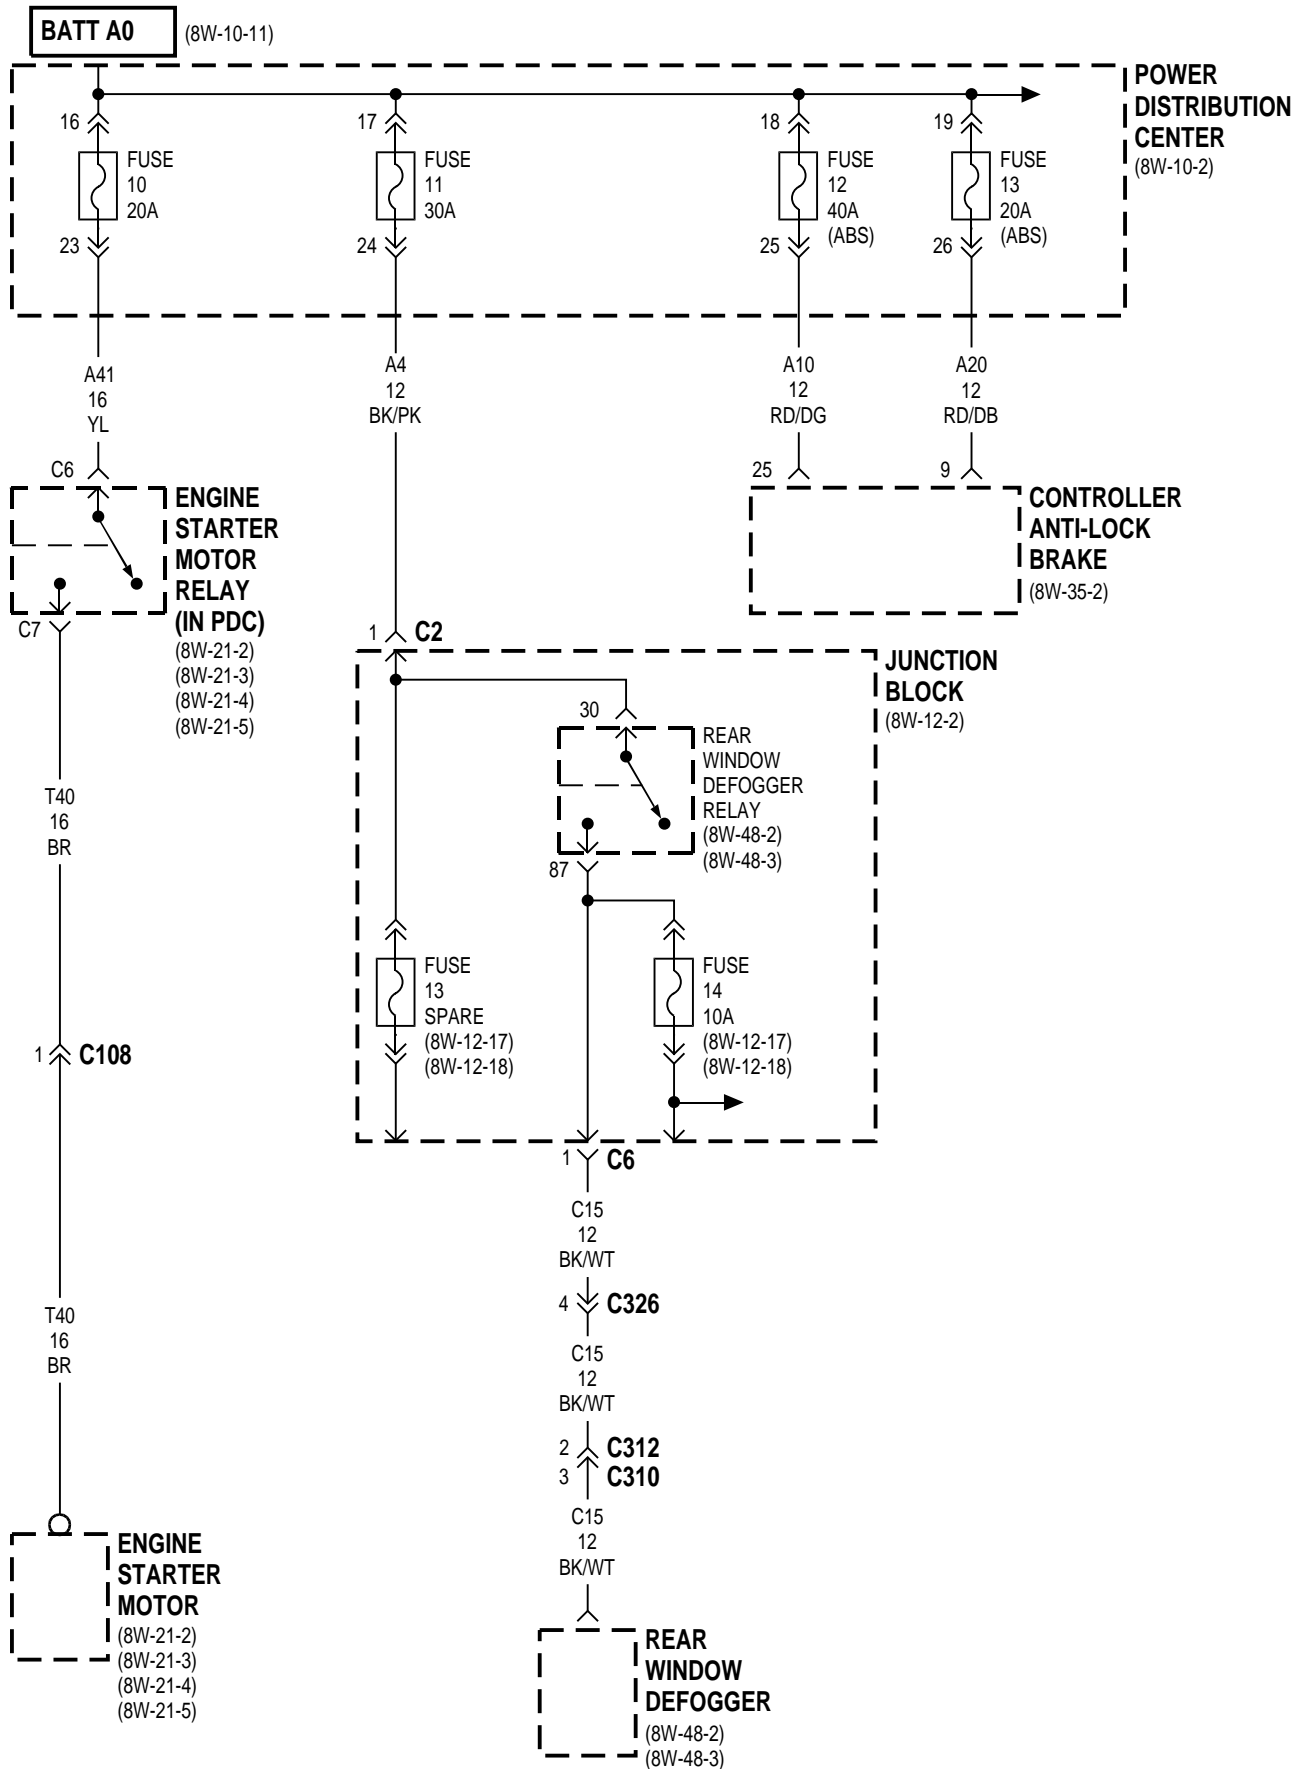 BATT A0
(8W-10-11)
POWER
DISTRIBUTION
CENTER
(8W-10-2)
16
17
18
19
FUSE
10
20A
FUSE
11
30A
FUSE
12
40A
(ABS)
FUSE
13
20A
(ABS)
23
24
25
26
A41
16
YL
A4
12
BK/PK
A10
12
RD/DG
A20
12
RD/DB
C6
25
9
ENGINE
STARTER
MOTOR
RELAY
(IN PDC)
(8W-21-2)
(8W-21-3)
(8W-21-4)
(8W-21-5)
C7
CONTROLLER
ANTI-LOCK
BRAKE
(8W-35-2)
1 C2
JUNCTION
BLOCK
(8W-12-2)
30
REAR
WINDOW
DEFOGGER
RELAY
(8W-48-2)
(8W-48-3)
87
T40
16
BR
FUSE
13
SPARE
(8W-12-17)
(8W-12-18)
FUSE
14
10A
(8W-12-17)
(8W-12-18)
1 C108
1 C6
C15
12
BK/WT
4 C326
C15
12
BK/WT
T40
16
BR
2 C312
3 C310
C15
12
BK/WT
ENGINE
STARTER
MOTOR
(8W-21-2)
(8W-21-3)
(8W-21-4)
(8W-21-5)
REAR
WINDOW
DEFOGGER
(8W-48-2)
(8W-48-3)